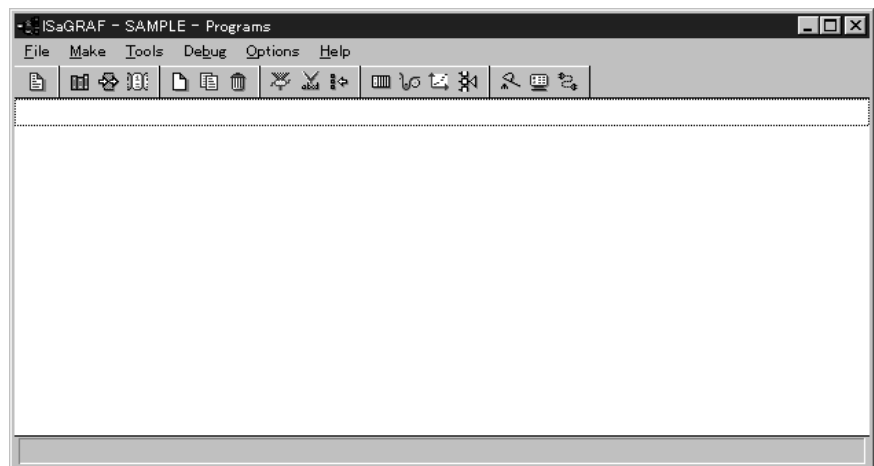 ISaGRAF - SAMPLE - Programs
File Make Tools Debug Options Help